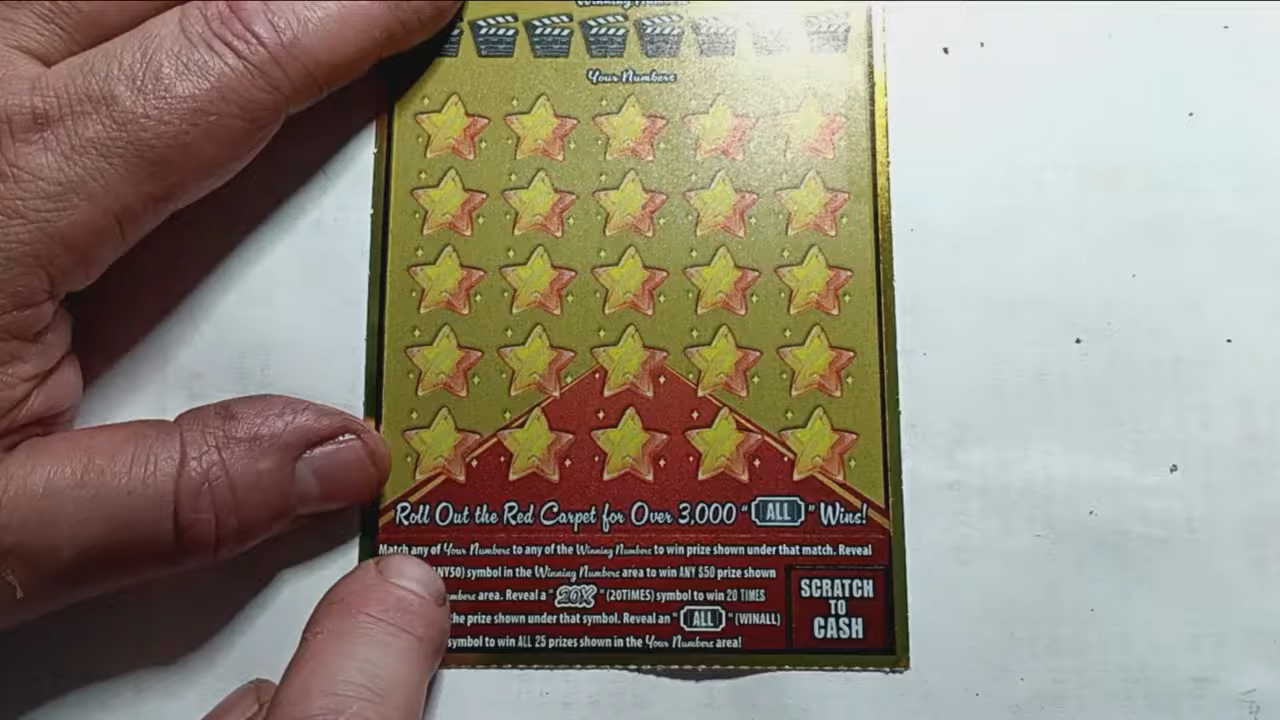 Winning Numbers
Your Numbers
Roll Out the Red Carpet for Over 3,000 "ALL" Wins!
Match any of Your Numbers to any of the Winning Numbers to win prize shown under that match. Reveal
NY50) symbol in the Winning Numbers area to win ANY $50 prize shown
mbers area. Reveal a "20X" (20TIMES) symbol to win 20 TIMES
the prize shown under that symbol. Reveal an "ALL" (WINALL)
symbol to win ALL 25 prizes shown in the Your Numbers area!
SCRATCH
TO
CASH